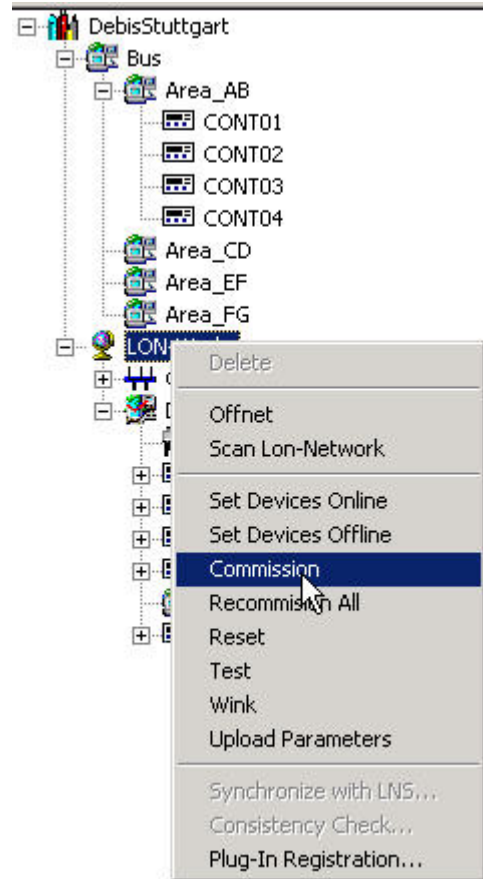 DebisStuttgart
Bus
Area_AB
CONT01
CONT02
CONT03
CONT04
Area_CD
Area_EF
Area_FG
Delete
Offnet
Scan Lon-Network
Set Devices Online
Set Devices Offline
Commission
All
Reset
Test
Wink
Upload Parameters
Synchronize with LNS...
Consistency Check...
Plug-In Registration...